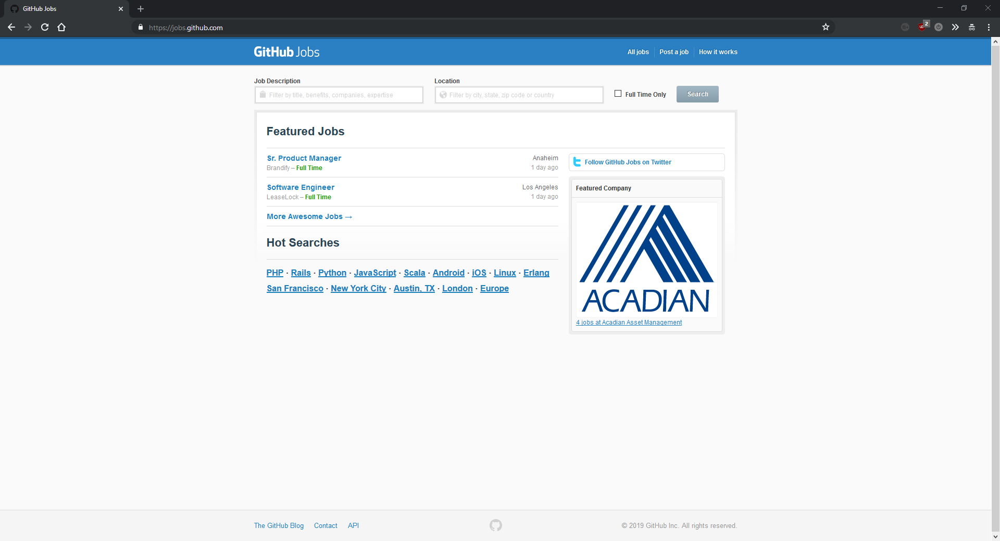 GitHub Jobs
https://jobs.github.com
2
GitHub Jobs
All jobs Post a job How it works
Job Description
Filter by title, benefits, companies, expertise
Location
Filter by city, state, zip code or country
Full Time Only
Search
Featured Jobs
Sr. Product Manager
Anaheim
Brandify – Full Time
1 day ago
Software Engineer
Los Angeles
LeaseLock – Full Time
1 day ago
More Awesome Jobs →
Hot Searches
PHP · Rails · Python · JavaScript · Scala · Android · iOS · Linux · Erlang
San Francisco · New York City · Austin, TX · London · Europe
Follow GitHub Jobs on Twitter
Featured Company
ACADIAN
4 jobs at Acadian Asset Management
The GitHub Blog Contact API
© 2019 GitHub Inc. All rights reserved.